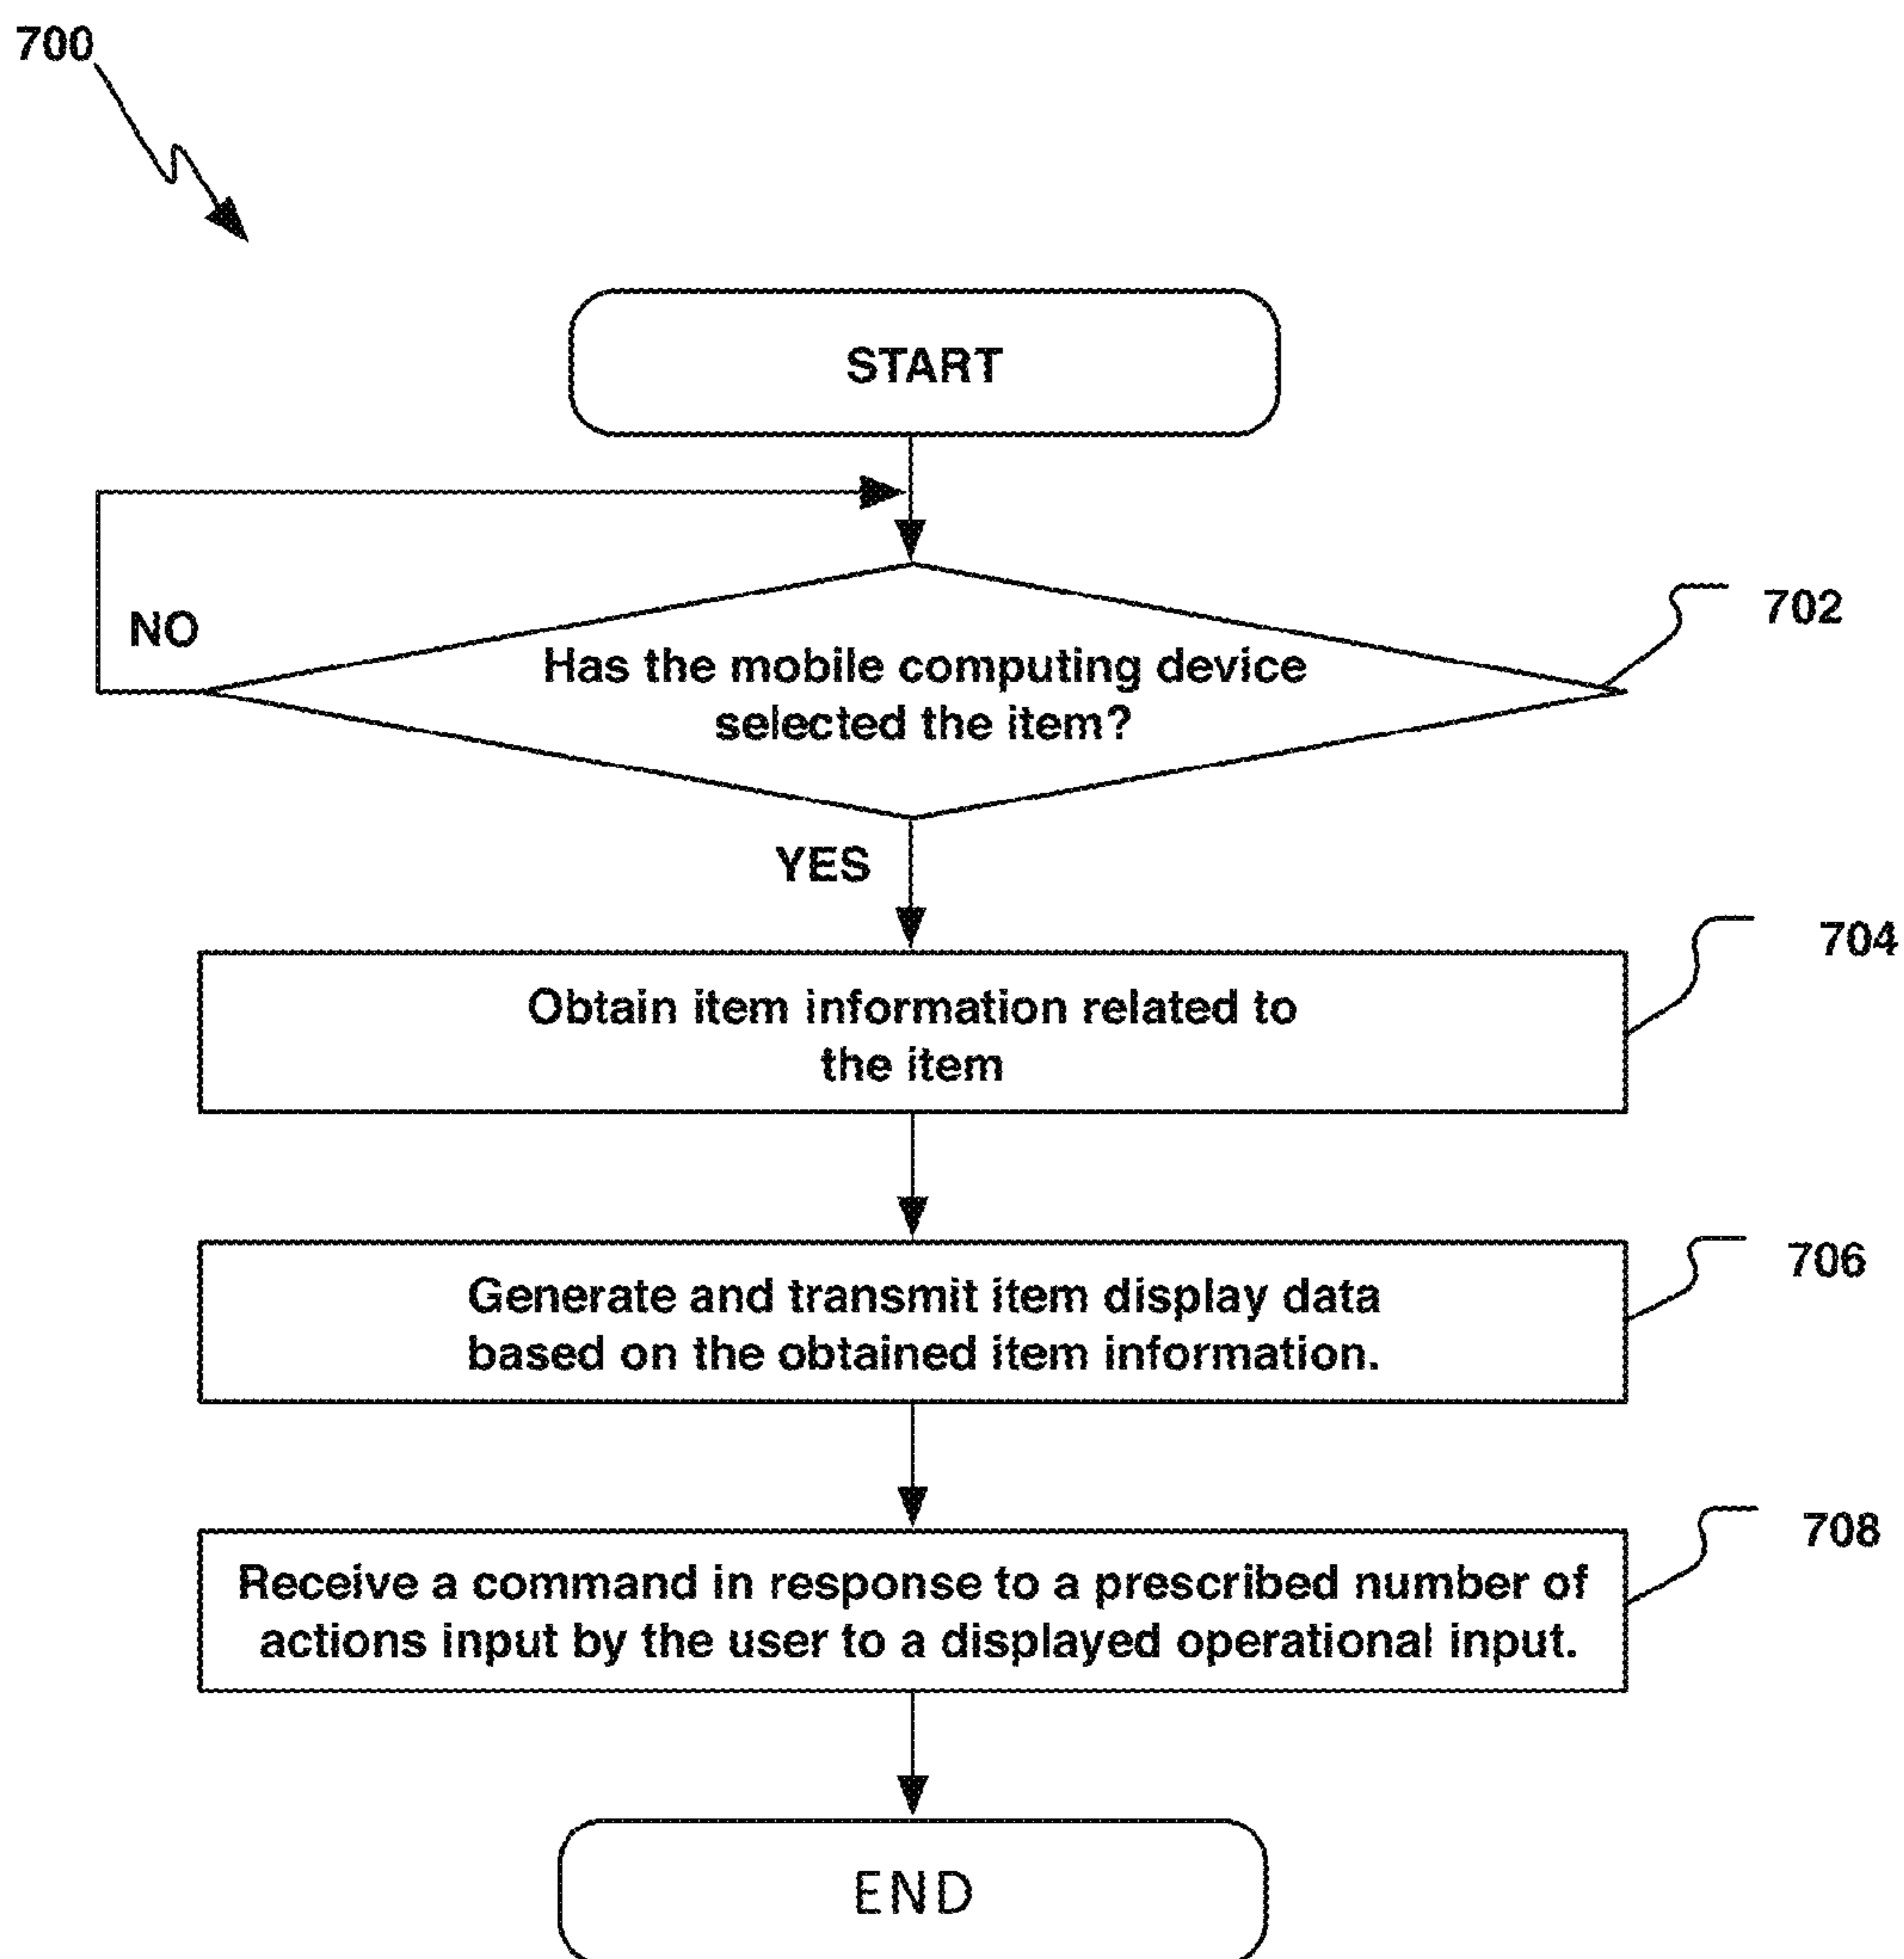 700
START
NO
702
Has the mobile computing device
selected the item?
YES
704
Obtain item information related to
the item
706
Generate and transmit item display data
based on the obtained item information.
708
Receive a command in response to a prescribed number of
actions input by the user to a displayed operational input.
END